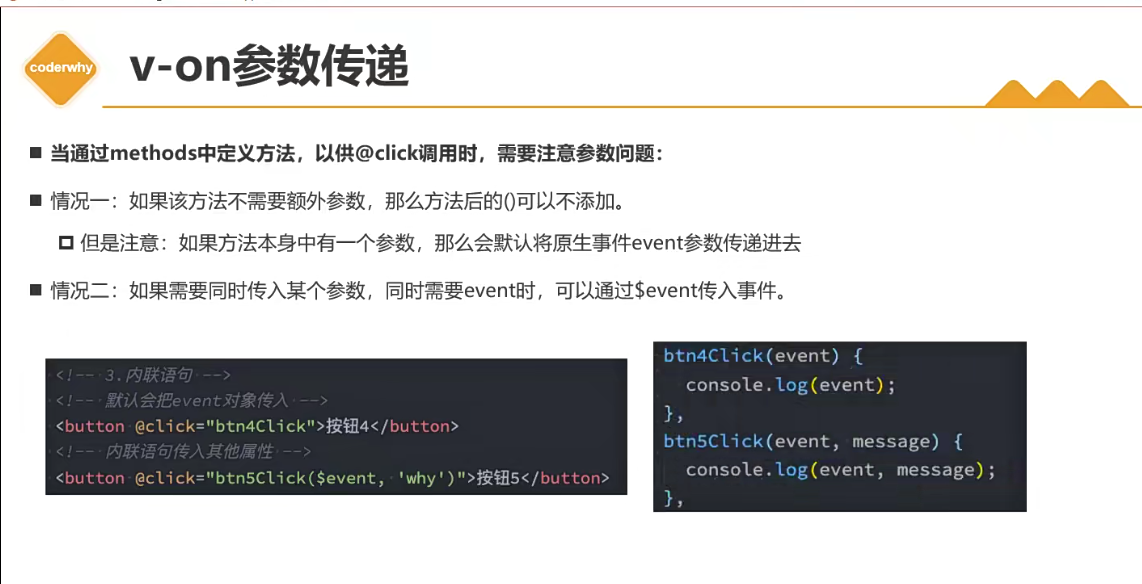 coderwhy
v-on参数传递
当通过methods中定义方法，以供@click调用时，需要注意参数问题：
情况一：如果该方法不需要额外参数，那么方法后的()可以不添加。
但是注意：如果方法本身中有一个参数，那么会默认将原生事件event参数传递进去
情况二：如果需要同时传入某个参数，同时需要event时，可以通过$event传入事件。
<!-- 3.内联语句 -->
<!-- 默认会把event对象传入 -->
<button @click="btn4Click">按钮4</button>
<!-- 内联语句传入其他属性 -->
<button @click="btn5Click($event, 'why')">按钮5</button>
btn4Click(event) {
console.log(event);
},
btn5Click(event, message) {
console.log(event, message);
},